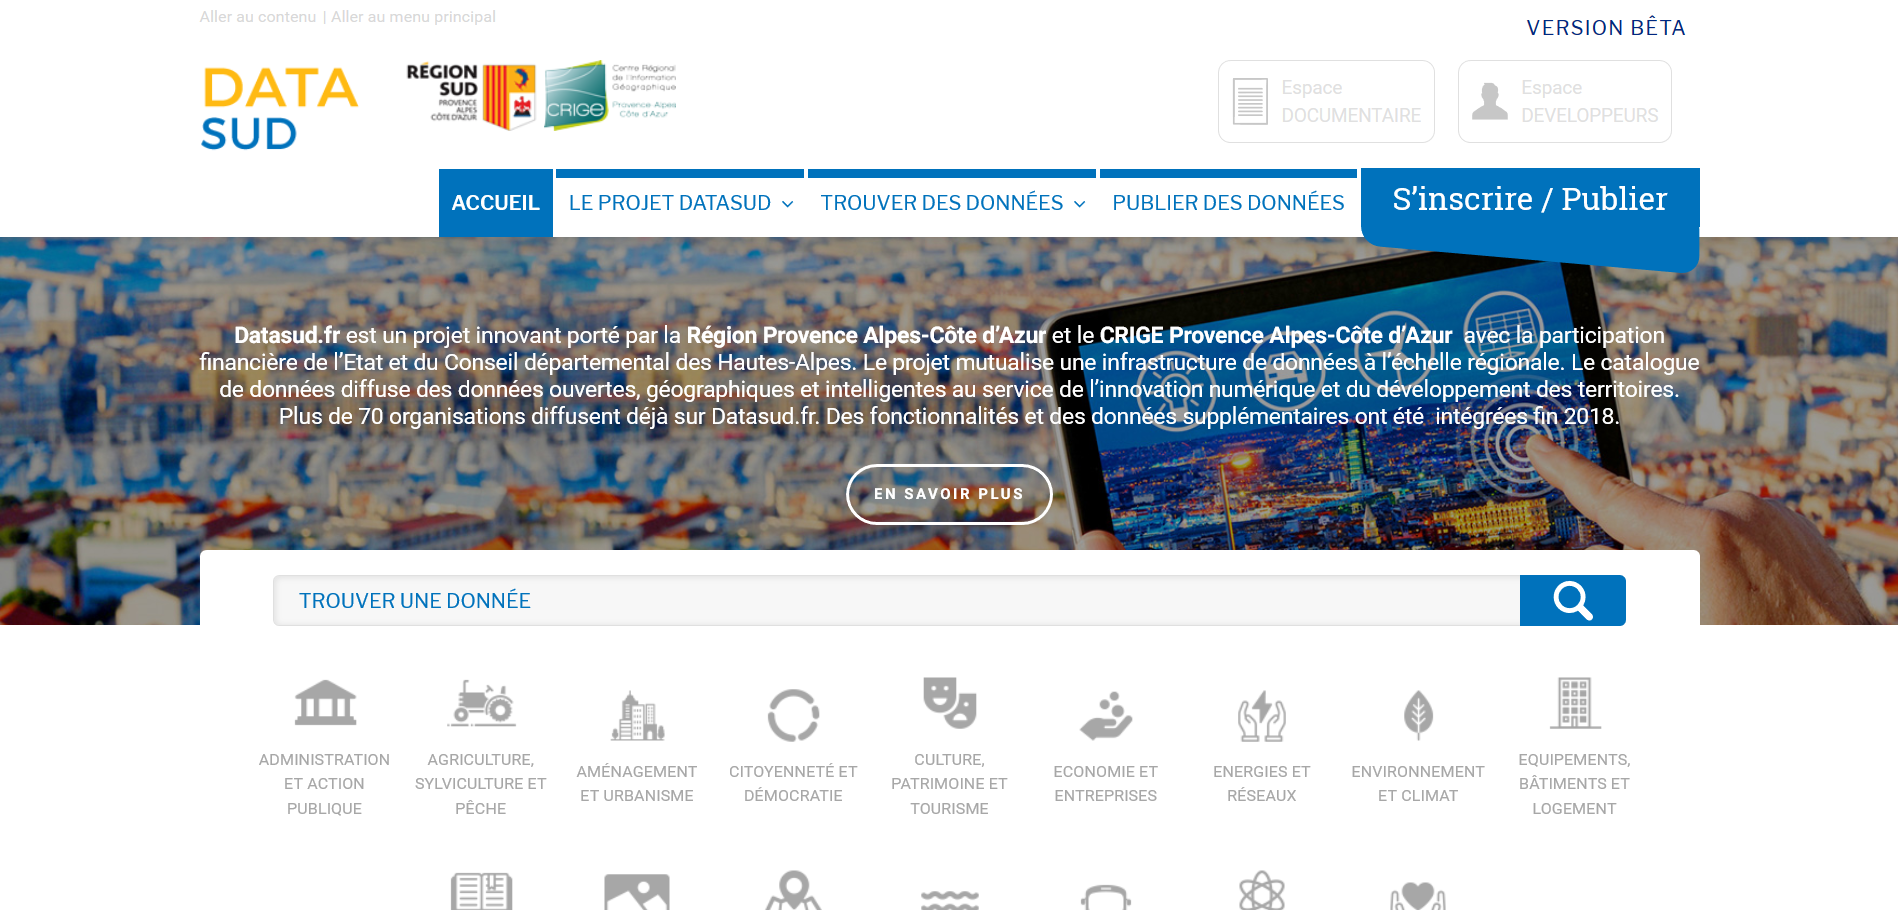 Aller au contenu | Aller au menu principal
VERSION BÊTA
DATA
SUD
RÉGION
SUD
PROVENCE
ALPES
CÔTE D'AZUR
CRIGE
Centre Régional
de l'Information
Géographique
Provence Alpes
Côte d'Azur
Espace
DOCUMENTAIRE
Espace
DEVELOPPEURS
ACCUEIL
LE PROJET DATASUD
TROUVER DES DONNÉES
PUBLIER DES DONNÉES
S’inscrire / Publier
Datasud.fr est un projet innovant porté par la Région Provence Alpes-Côte d’Azur et le CRIGE Provence Alpes-Côte d’Azur avec la participation
financière de l’Etat et du Conseil départemental des Hautes-Alpes. Le projet mutualise une infrastructure de données à l’échelle régionale. Le catalogue
de données diffuse des données ouvertes, géographiques et intelligentes au service de l’innovation numérique et du développement des territoires.
Plus de 70 organisations diffusent déjà sur Datasud.fr. Des fonctionnalités et des données supplémentaires ont été intégrées fin 2018.
EN SAVOIR PLUS
TROUVER UNE DONNÉE
ADMINISTRATION
ET ACTION
PUBLIQUE
AGRICULTURE,
SYLVICULTURE ET
PÊCHE
AMÉNAGEMENT
ET URBANISME
CITOYENNETÉ ET
DÉMOCRATIE
CULTURE,
PATRIMOINE ET
TOURISME
ECONOMIE ET
ENTREPRISES
ENERGIES ET
RÉSEAUX
ENVIRONNEMENT
ET CLIMAT
EQUIPEMENTS,
BÂTIMENTS ET
LOGEMENT